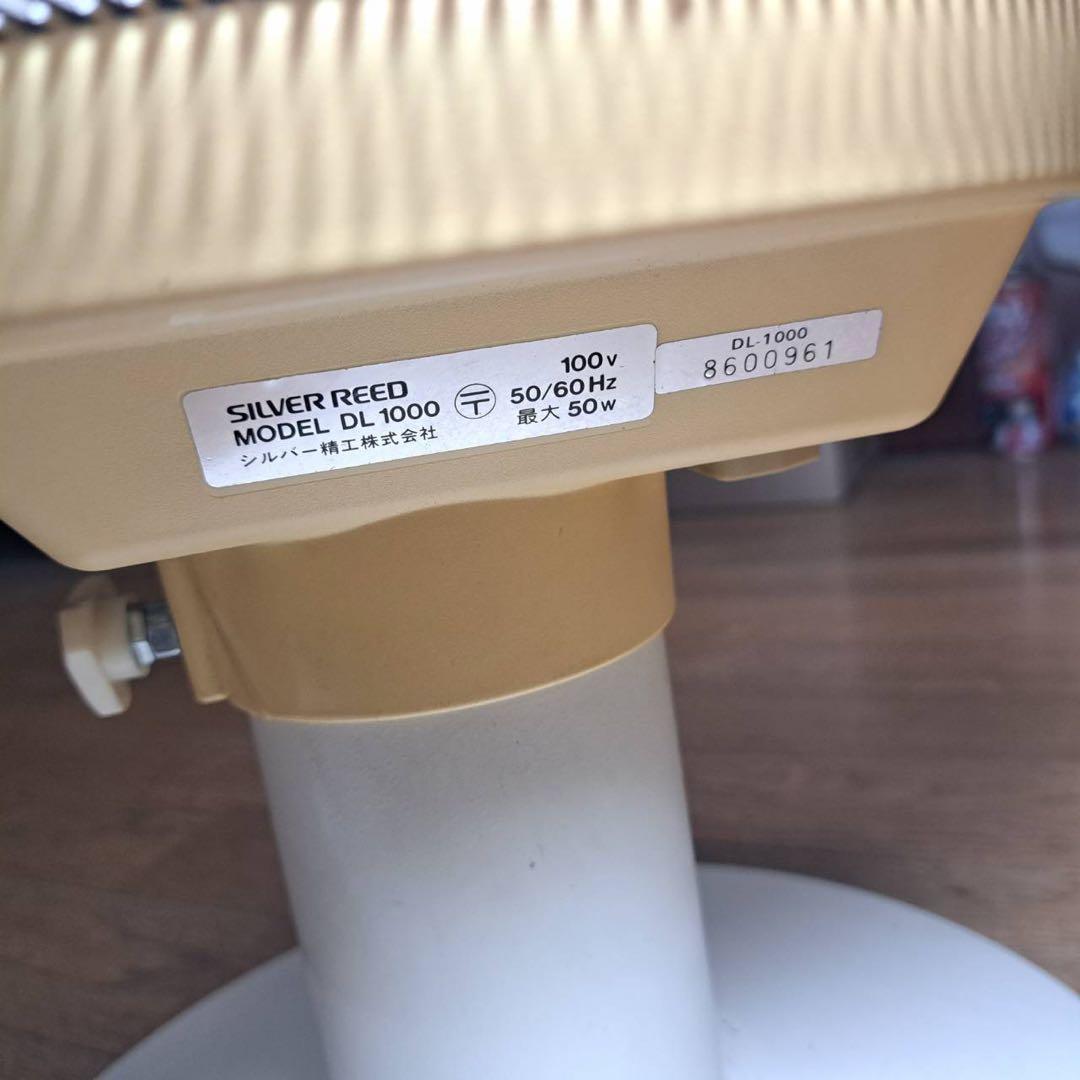 SILVER REED
MODEL DL 1000
シルバー精工株式会社
〒
100V
50/60Hz
最大 50W
DL-1000
8600961